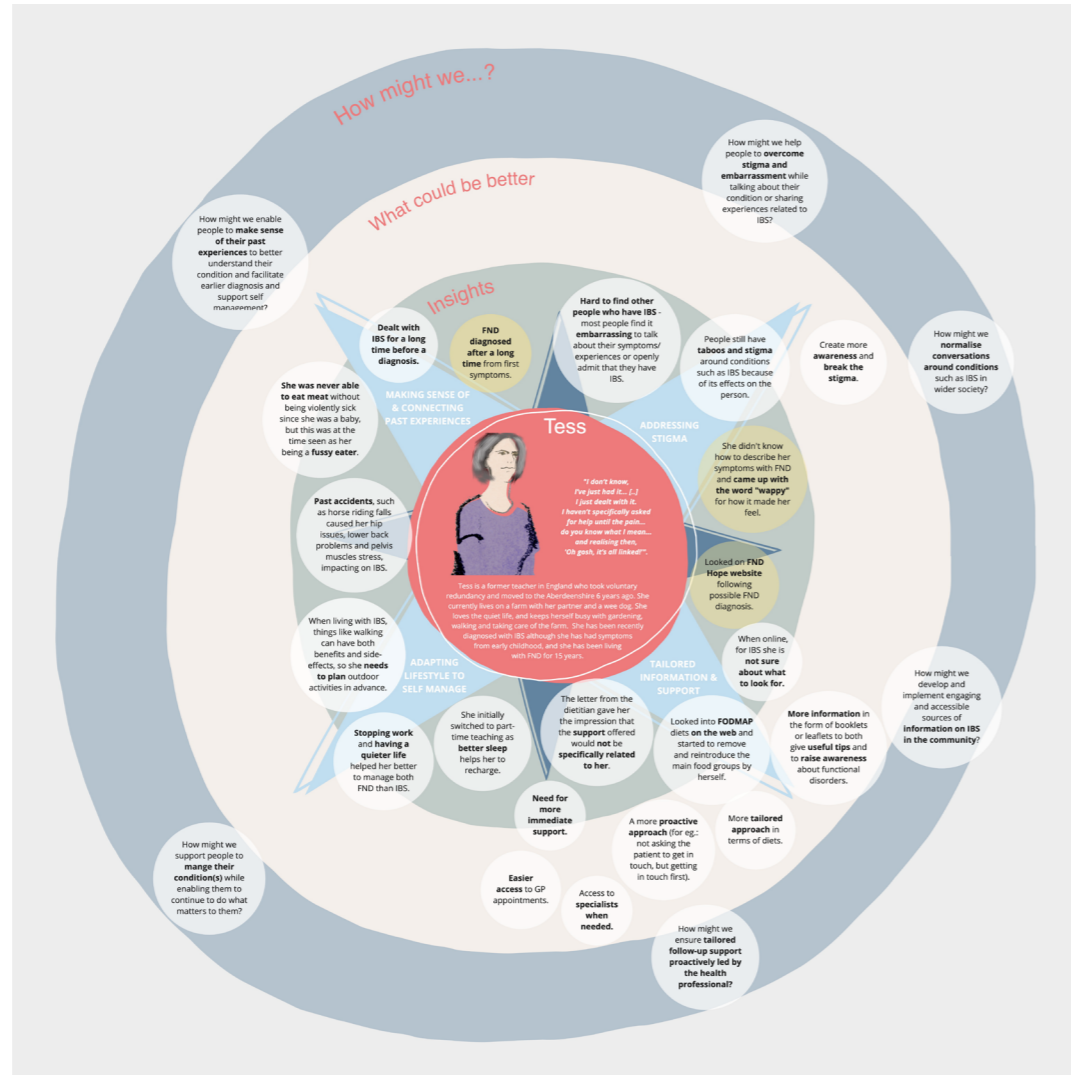 How might we...?
What could be better
Insights
How might we enable
people to make sense
of their past
experiences to better
understand their
condition and facilitate
earlier diagnosis and
support self
management?
How might we help
people to overcome
stigma and
embarrassment while
talking about their
condition or sharing
experiences related to
IBS?
Dealt with
IBS for a long
time before a
diagnosis.
FND
diagnosed
after a long
time from first
symptoms.
Hard to find other
people who have IBS -
most people find it
embarrassing to talk
about their symptoms/
experiences or openly
admit that they have
IBS.
People still have
taboos and stigma
around conditions
such as IBS because
of its effects on the
person.
Create more
awareness and
break the
stigma.
How might we
normalise
conversations
around conditions
such as IBS in
wider society?
She was never able
to eat meat without
being violently sick
since she was a baby,
but this was at the
time seen as her
being a fussy eater.
MAKING SENSE OF
& CONNECTING
PAST EXPERIENCES
ADDRESSING
STIGMA
Tess
"I don't know,
I've just had it... [..]
I just dealt with it.
I haven't specifically asked
for help until the pain...
do you know what I mean...
and realising then,
'Oh gosh, it's all linked!'".
Tess is a former teacher in England who took voluntary
redundancy and moved to the Aberdeenshire 6 years ago. She
currently lives on a farm with her partner and a wee dog. She
loves the quiet life, and keeps herself busy with gardening,
walking and taking care of the farm. She has been recently
diagnosed with IBS although she has had symptoms
from early childhood, and she has been living
with FND for 15 years.
She didn't know
how to describe her
symptoms with FND
and came up with
the word "wappy"
for how it made her
feel.
Past accidents, such
as horse riding falls
caused her hip
issues, lower back
problems and pelvis
muscles stress,
impacting on IBS.
Looked on FND
Hope website
following
possible FND
diagnosis.
When living with IBS,
things like walking
can have both
benefits and side-
effects, so she needs
to plan outdoor
activities in advance.
ADAPTING
LIFESTYLE TO
SELF MANAGE
TAILORED
INFORMATION &
SUPPORT
When online,
for IBS she is
not sure
about what
to look for.
How might we
develop and
implement engaging
and accessible
sources of
information on IBS
in the community?
Stopping work
and having a
quieter life
helped her better
to manage both
FND than IBS.
She initially
switched to part-
time teaching as
better sleep
helps her to
recharge.
The letter from the
dietitian gave her
the impression that
the support offered
would not be
specifically related
to her.
Looked into FODMAP
diets on the web and
started to remove
and reintroduce the
main food groups by
herself.
More information in
the form of booklets
or leaflets to both
give useful tips and
to raise awareness
about functional
disorders.
Need for
more
immediate
support.
A more proactive
approach (for eg.:
not asking the
patient to get in
touch, but getting
in touch first).
More tailored
approach in
terms of diets.
How might we
support people to
mange their
condition(s) while
enabling them to
continue to do what
matters to them?
Easier
access to GP
appointments.
Access to
specialists
when
needed.
How might we
ensure tailored
follow-up support
proactively led by
the health
professional?